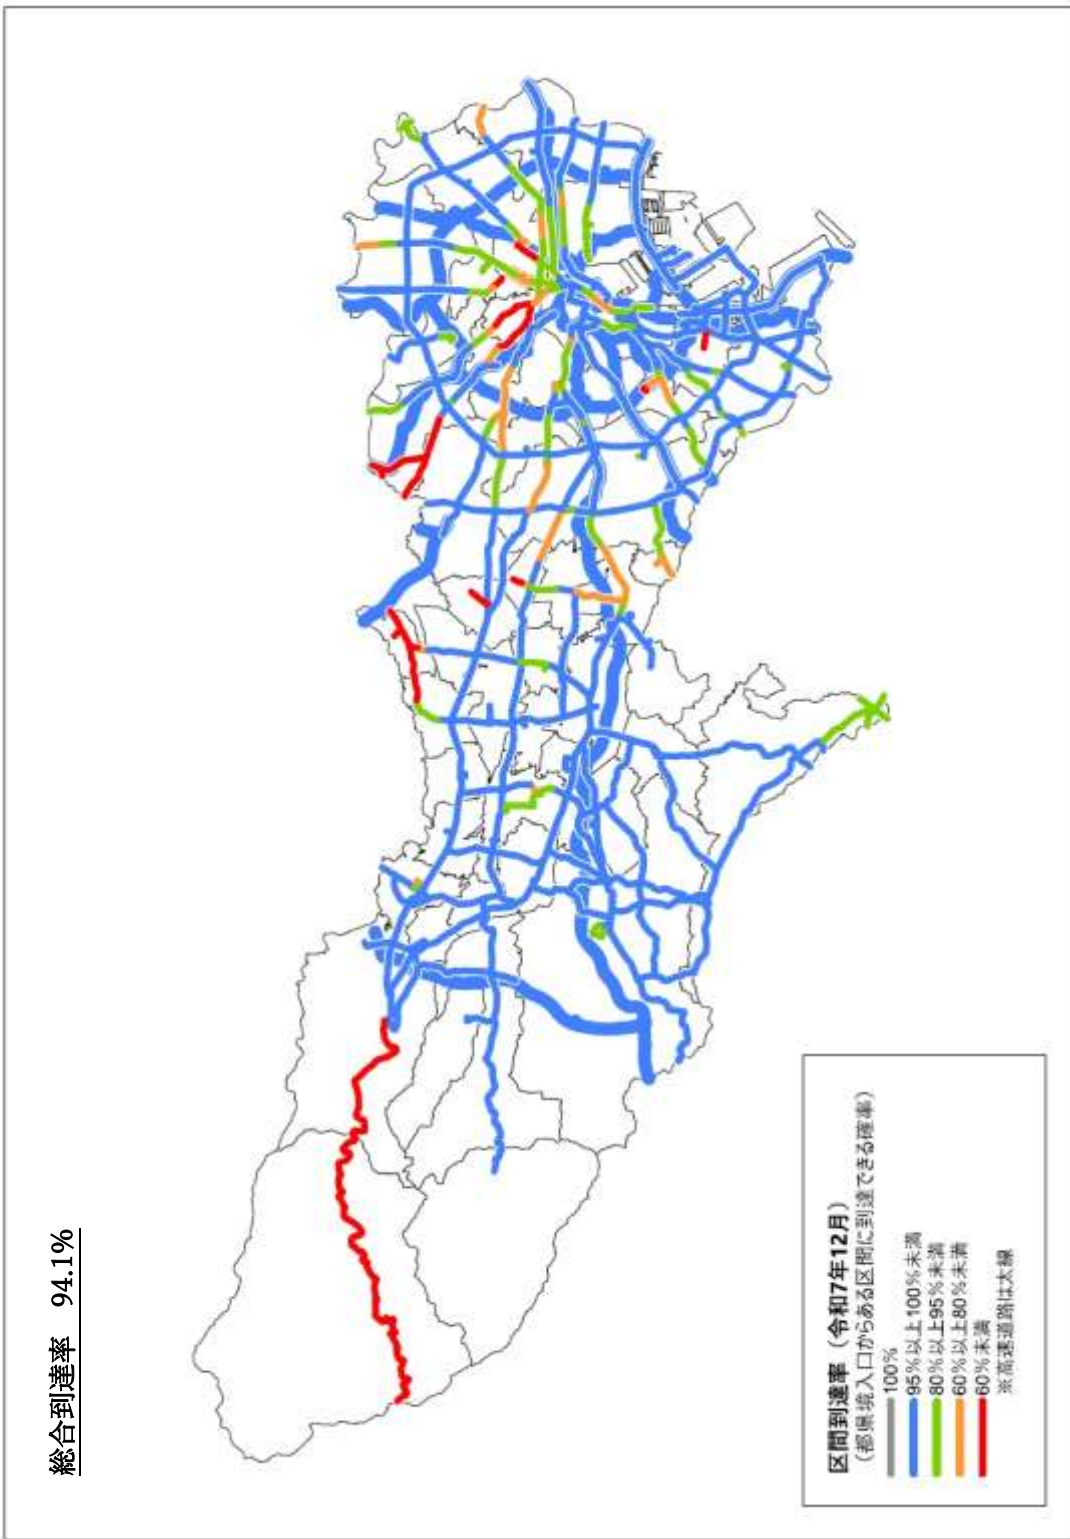 総合到達率 94.1%
区間到達率（令和7年12月）
（都県境入口からある区間に到達できる確率）
100%
95%以上100%未満
80%以上95%未満
60%以上80%未満
60%未満
※高速道路は太線